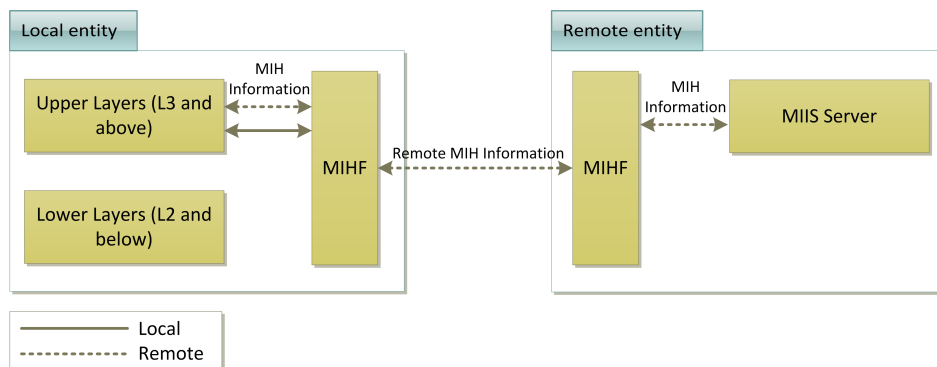 Local entity
Remote entity
MIH
Information
Upper Layers (L3 and
above)
MIHF
Lower Layers (L2 and
below)
Remote MIH Information
MIHF
MIH
Information
MIIS Server
Local
Remote